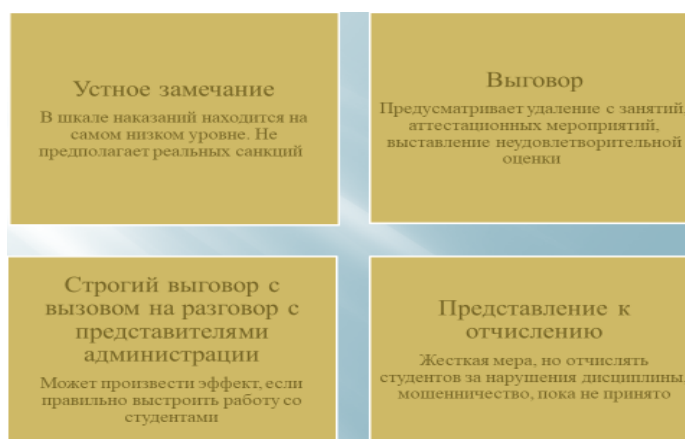 Устное замечание
В шкале наказаний находится на
самом низком уровне. Не
предполагает реальных санкций
Выговор
Предусматривает удаление с занятий,
аттестационных мероприятий,
выставление неудовлетворительной
оценки
Строгий выговор с
вызовом на разговор с
представителями
администрации
Может произвести эффект, если
правильно выстроить работу со
студентами
Представление к
отчислению
Жесткая мера, но отчислять
студентов за нарушения дисциплины,
мошенничество, пока не принято